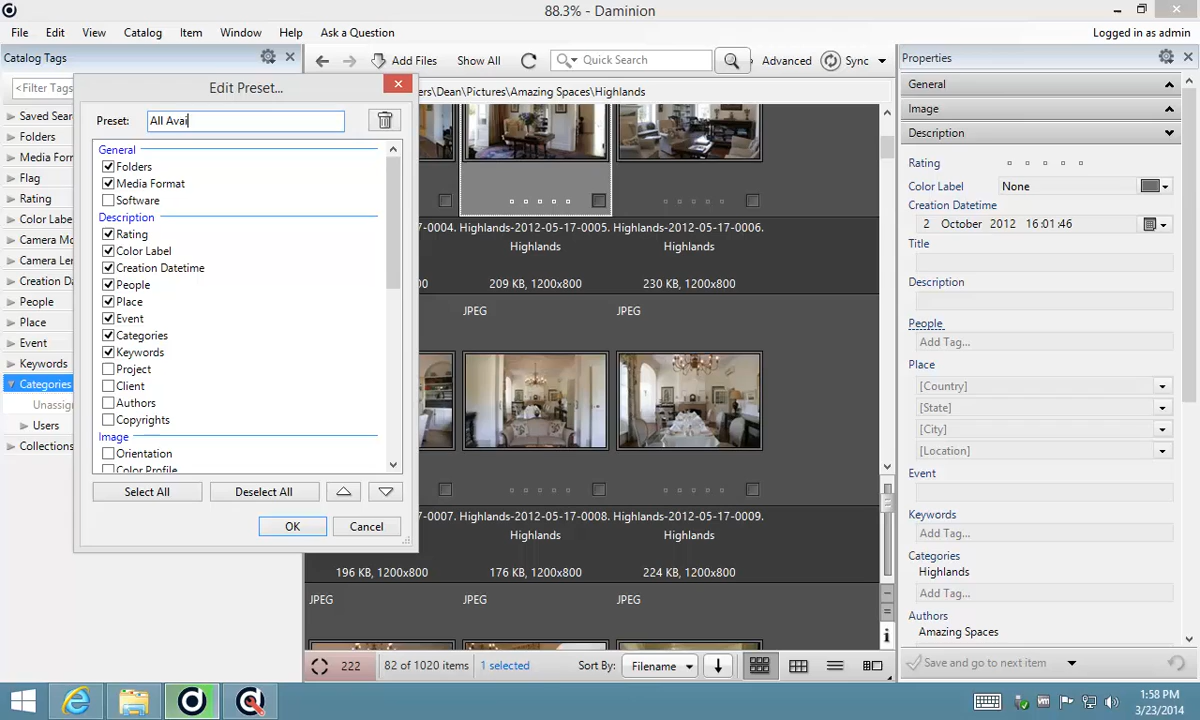 88.3% - Daminion
File Edit View Catalog Item Window Help Ask a Question Logged in as admin
Catalog Tags
<Filter Tags
Saved Sear
Folders
Media Form
Flag
Rating
Color Labe
Camera Mo
Camera Len
Creation Da
People
Place
Event
Keywords
Categories
Unassig
Users
Collections
Edit Preset...
Preset: All Avai
General
Folders
Media Format
Software
Description
Rating
Color Label
Creation Datetime
People
Place
Event
Categories
Keywords
Project
Client
Authors
Copyrights
Image
Orientation
Color Profile
Select All Deselect All
OK Cancel
Add Files Show All Quick Search Advanced Sync
rs\Dean\Pictures\Amazing Spaces\Highlands
-17-0004. Highlands-2012-05-17-0005. Highlands-2012-05-17-0006.
Highlands Highlands
800 209 KB, 1200x800 230 KB, 1200x800
JPEG JPEG
-17-0007. Highlands-2012-05-17-0008. Highlands-2012-05-17-0009.
Highlands Highlands
196 KB, 1200x800 176 KB, 1200x800 224 KB, 1200x800
JPEG JPEG JPEG
222 82 of 1020 items 1 selected Sort By: Filename
Properties
General
Image
Description
Rating
Color Label None
Creation Datetime
2 October 2012 16:01:46
Title
Description
People
Add Tag...
Place
[Country]
[State]
[City]
[Location]
Event
Keywords
Add Tag...
Categories
Highlands
Add Tag...
Authors
Amazing Spaces
Save and go to next item
1:58 PM
3/23/2014